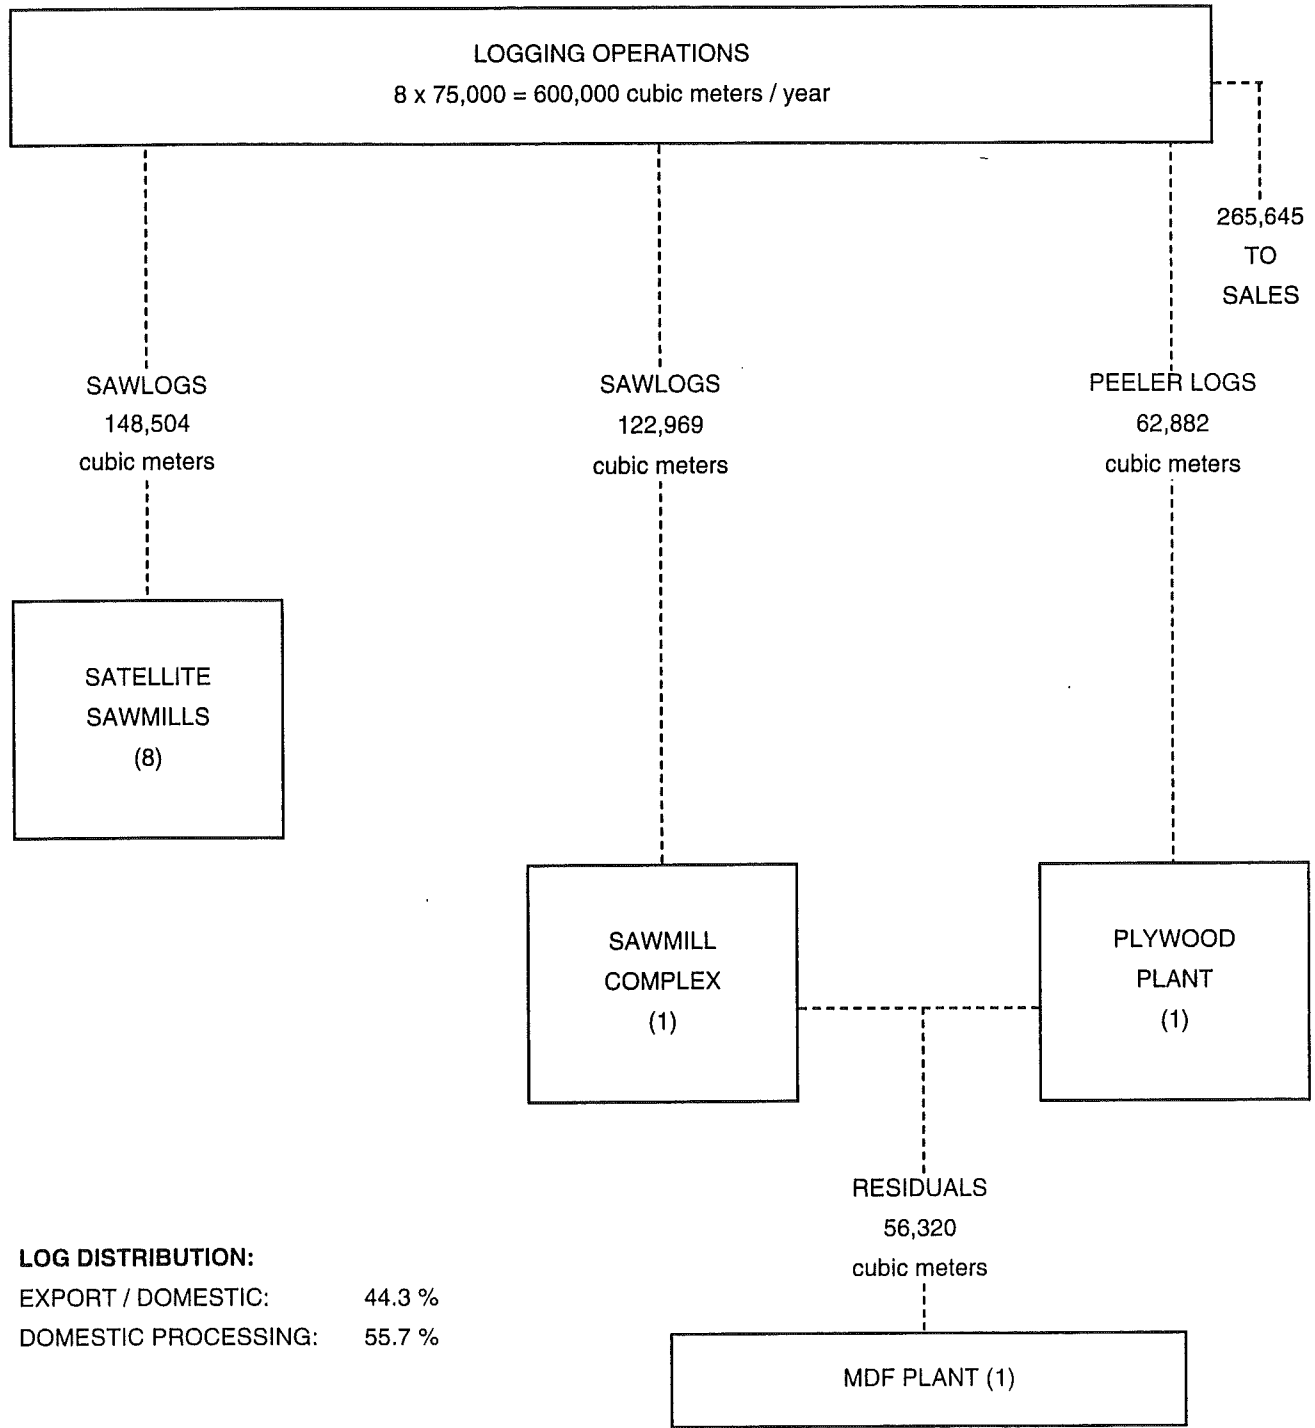 LOGGING OPERATIONS
8 x 75,000 = 600,000 cubic meters / year
265,645
TO
SALES
SAWLOGS
148,504
cubic meters
SAWLOGS
122,969
cubic meters
PEELER LOGS
62,882
cubic meters
SATELLITE
SAWMILLS
(8)
SAWMILL
COMPLEX
(1)
PLYWOOD
PLANT
(1)
RESIDUALS
56,320
cubic meters
LOG DISTRIBUTION:
EXPORT / DOMESTIC: 44.3 %
DOMESTIC PROCESSING: 55.7 %
MDF PLANT (1)